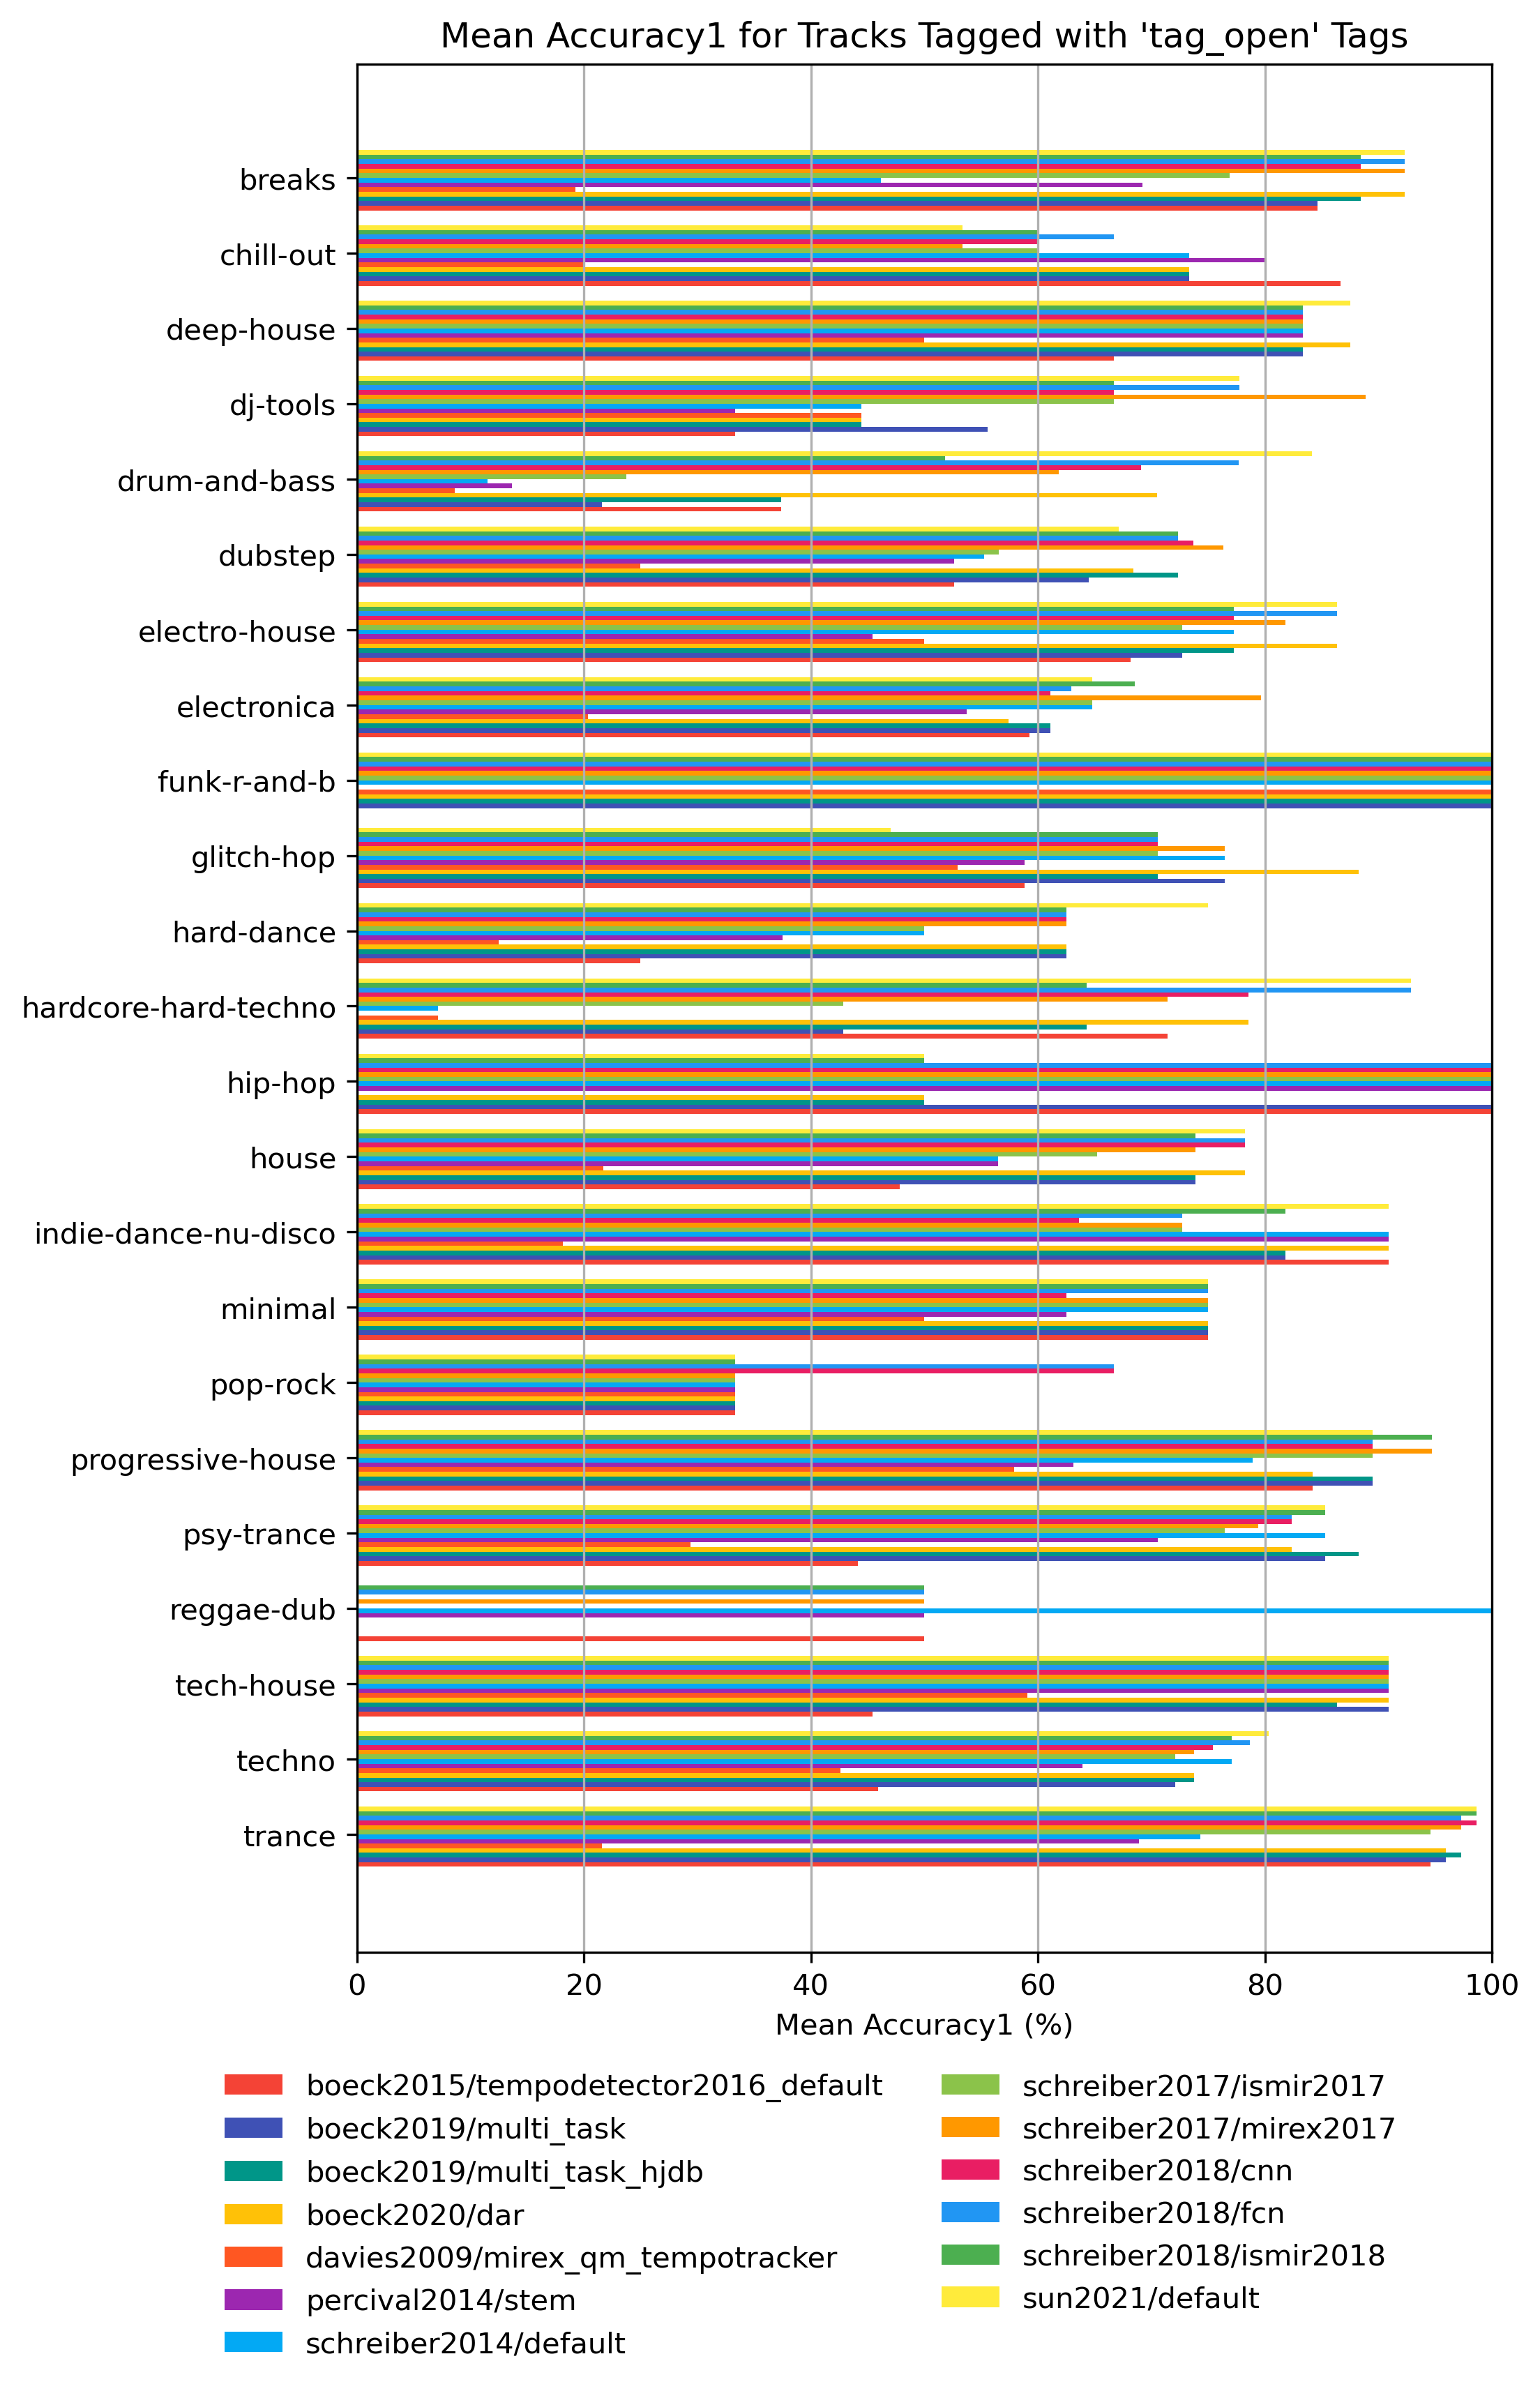 Mean Accuracy1 for Tracks Tagged with 'tag_open' Tags
breaks
chill-out
deep-house
dj-tools
drum-and-bass
dubstep
electro-house
electronica
funk-r-and-b
glitch-hop
hard-dance
hardcore-hard-techno
hip-hop
house
indie-dance-nu-disco
minimal
pop-rock
progressive-house
psy-trance
reggae-dub
tech-house
techno
trance
0 20 40 60 80 100
Mean Accuracy1 (%)
boeck2015/tempodetector2016_default
boeck2019/multi_task
boeck2019/multi_task_hjdb
boeck2020/dar
davies2009/mirex_qm_tempotracker
percival2014/stem
schreiber2014/default
schreiber2017/ismir2017
schreiber2017/mirex2017
schreiber2018/cnn
schreiber2018/fcn
schreiber2018/ismir2018
sun2021/default